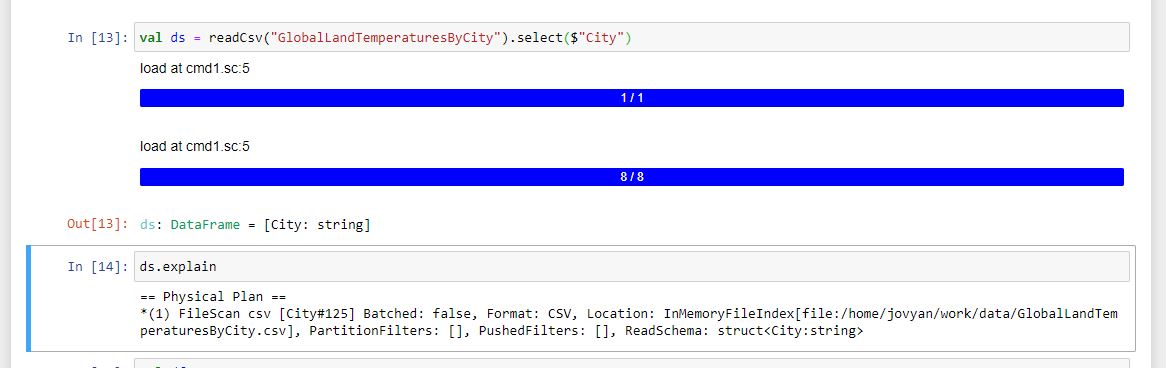 In [13]: val ds = readCsv("GlobalLandTemperaturesByCity").select($"City")
load at cmd1.sc:5
1 / 1
load at cmd1.sc:5
8 / 8
Out[13]: ds: DataFrame = [City: string]
In [14]: ds.explain
== Physical Plan ==
*(1) FileScan csv [City#125] Batched: false, Format: CSV, Location: InMemoryFileIndex[file:/home/jovyan/work/data/GlobalLandTem
peraturesByCity.csv], PartitionFilters: [], PushedFilters: [], ReadSchema: struct<City:string>